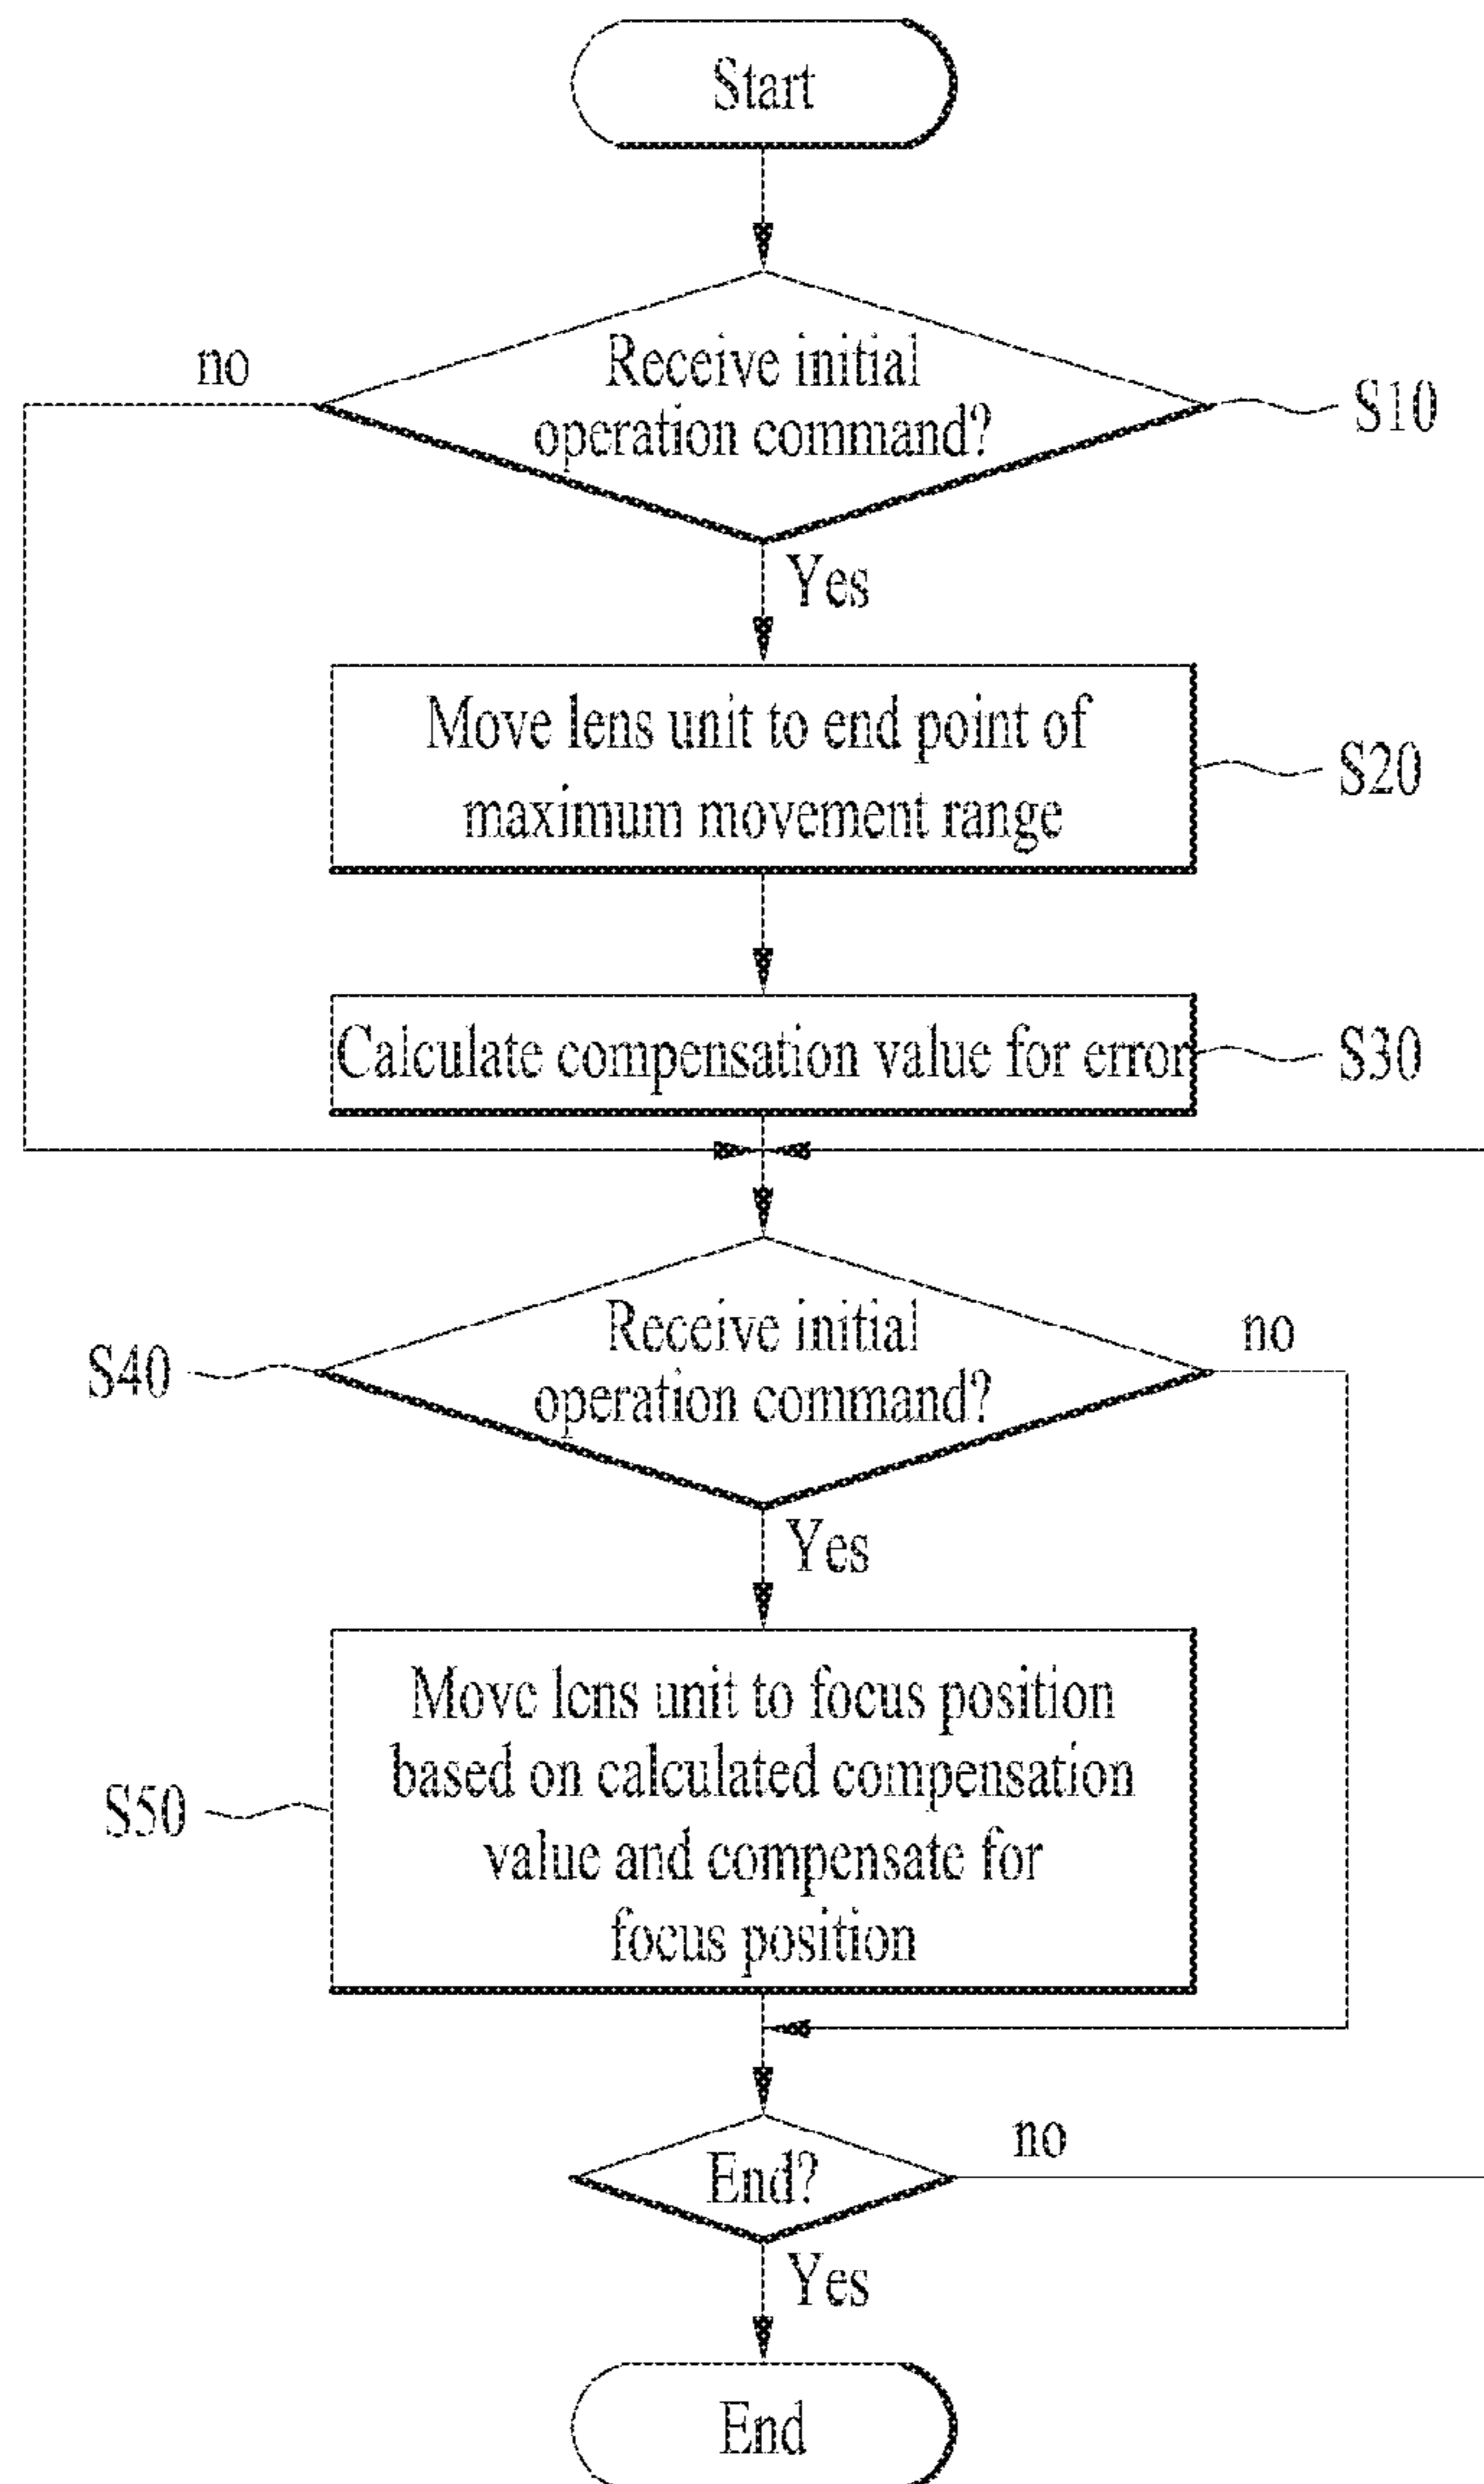 Start
no
Receive initial
operation command?
S10
Yes
Move lens unit to end point of
maximum movement range
S20
Calculate compensation value for error
S30
Receive initial
operation command?
S40
no
Yes
Move lens unit to focus position
based on calculated compensation
value and compensate for
focus position
S50
End?
no
Yes
End